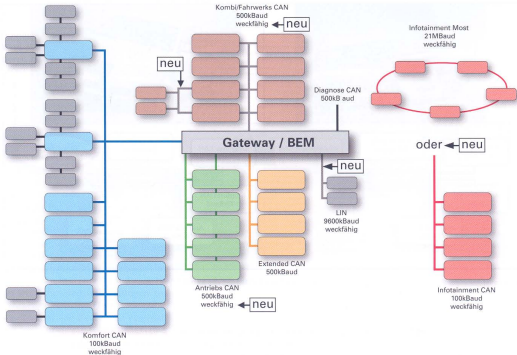 Kombi/Fahrwerks CAN
500kBaud
weckfähig
neu
Infotainment Most
21MBaud
weckfähig
neu
Diagnose CAN
500kB aud
Gateway / BEM
oder
neu
neu
LIN
9600kBaud
weckfähig
Extended CAN
500kBaud
Antriebs CAN
500kBaud
weckfähig
neu
Infotainment CAN
100kBaud
weckfähig
Komfort CAN
100kBaud
weckfähig